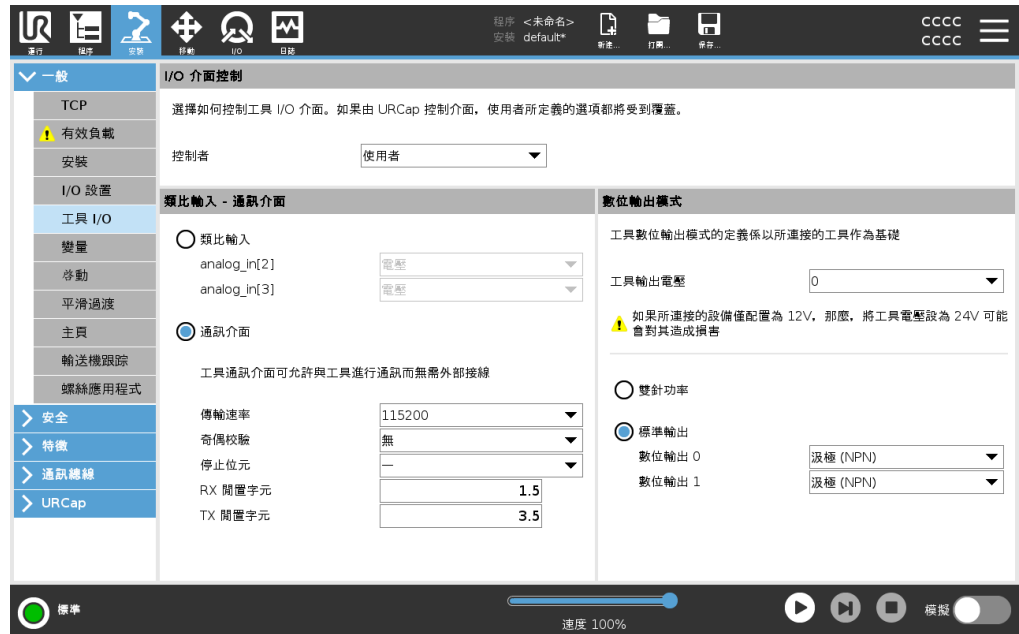 UR
運行
程序
安裝
移動
I/O
日誌
程序 <未命名>
安裝 default*
新建...
打開...
保存...
CCCC
CCCC
一般
TCP
有效負載
安裝
I/O 設置
工具 I/O
變量
啓動
平滑過渡
主頁
輸送機跟踪
螺絲應用程式
安全
特徵
通訊總線
URCap
I/O 介面控制
選擇如何控制工具 I/O 介面。如果由 URCap 控制介面，使用者所定義的選項都將受到覆蓋。
控制者
使用者
類比輸入 - 通訊介面
類比輸入
analog_in[2]
電壓
analog_in[3]
電壓
通訊介面
工具通訊介面可允許與工具進行通訊而無需外部接線
傳輸速率
115200
奇偶校驗
無
停止位元
一
RX 閒置字元
1.5
TX 閒置字元
3.5
數位輸出模式
工具數位輸出模式的定義係以所連接的工具作為基礎
工具輸出電壓
0
如果所連接的設備僅配置為 12V，那麼，將工具電壓設為 24V 可能
會對其造成損害
雙針功率
標準輸出
數位輸出 0
汲極 (NPN)
數位輸出 1
汲極 (NPN)
標準
速度 100%
模擬